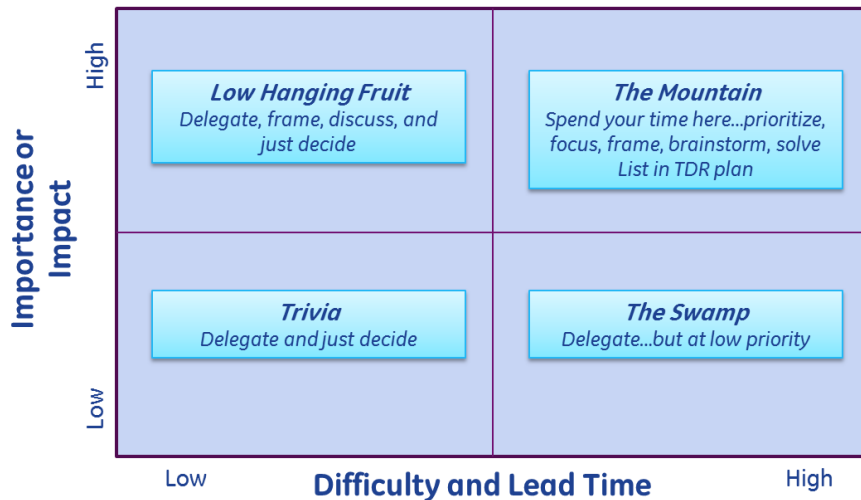 High
Low Hanging Fruit
Delegate, frame, discuss, and
just decide
The Mountain
Spend your time here...prioritize,
focus, frame, brainstorm, solve
List in TDR plan
Importance or
Impact
Trivia
Delegate and just decide
The Swamp
Delegate...but at low priority
Low
Low
Difficulty and Lead Time
High